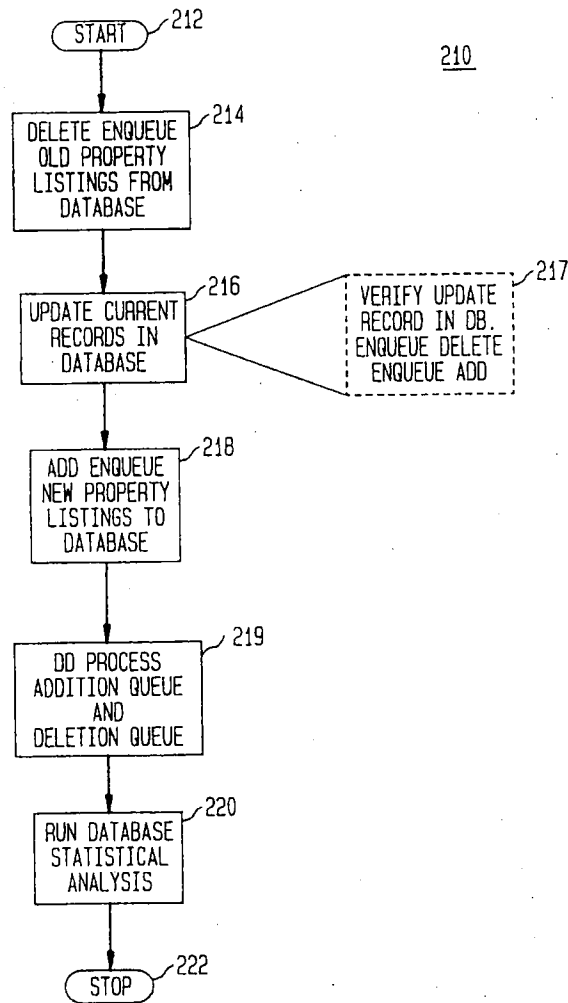 START
212
210
DELETE ENQUEUE
OLD PROPERTY
LISTINGS FROM
DATABASE
214
UPDATE CURRENT
RECORDS IN
DATABASE
216
VERIFY UPDATE
RECORD IN DB.
ENQUEUE DELETE
ENQUEUE ADD
217
ADD ENQUEUE
NEW PROPERTY
LISTINGS TO
DATABASE
218
DD PROCESS
ADDITION QUEUE
AND
DELETION QUEUE
219
RUN DATABASE
STATISTICAL
ANALYSIS
220
STOP
222